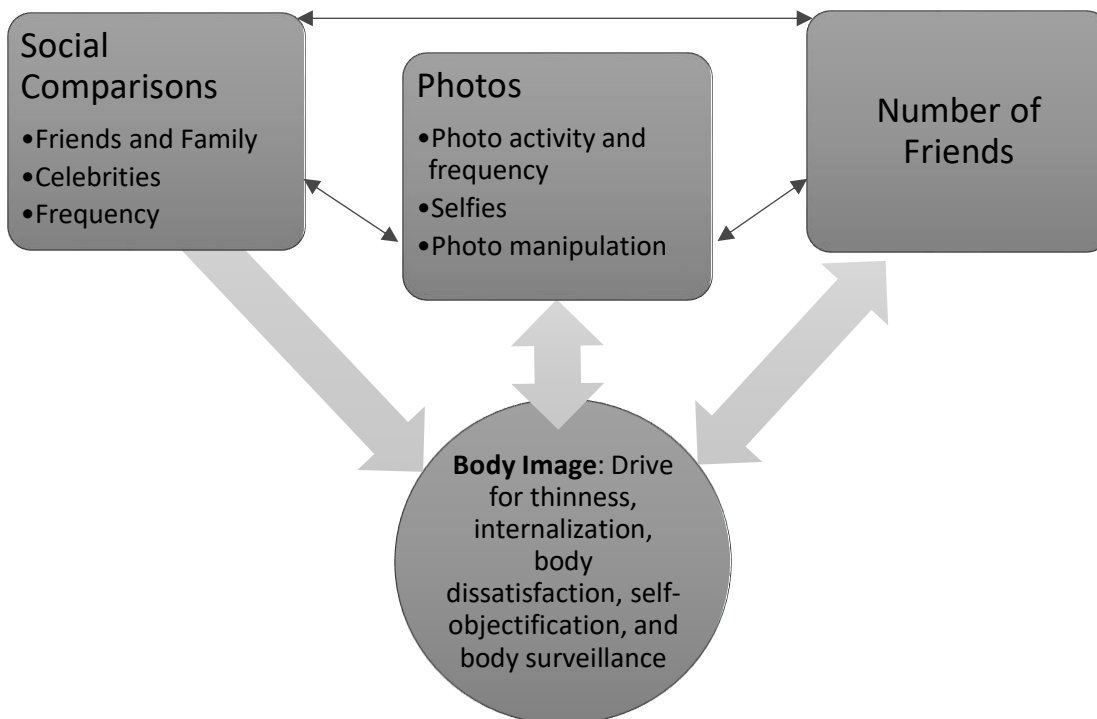 Social
Comparisons
•Friends and Family
•Celebrities
•Frequency
Photos
•Photo activity and
frequency
•Selfies
•Photo manipulation
Number of
Friends
Body Image: Drive
for thinness,
internalization,
body
dissatisfaction, self-
objectification, and
body surveillance